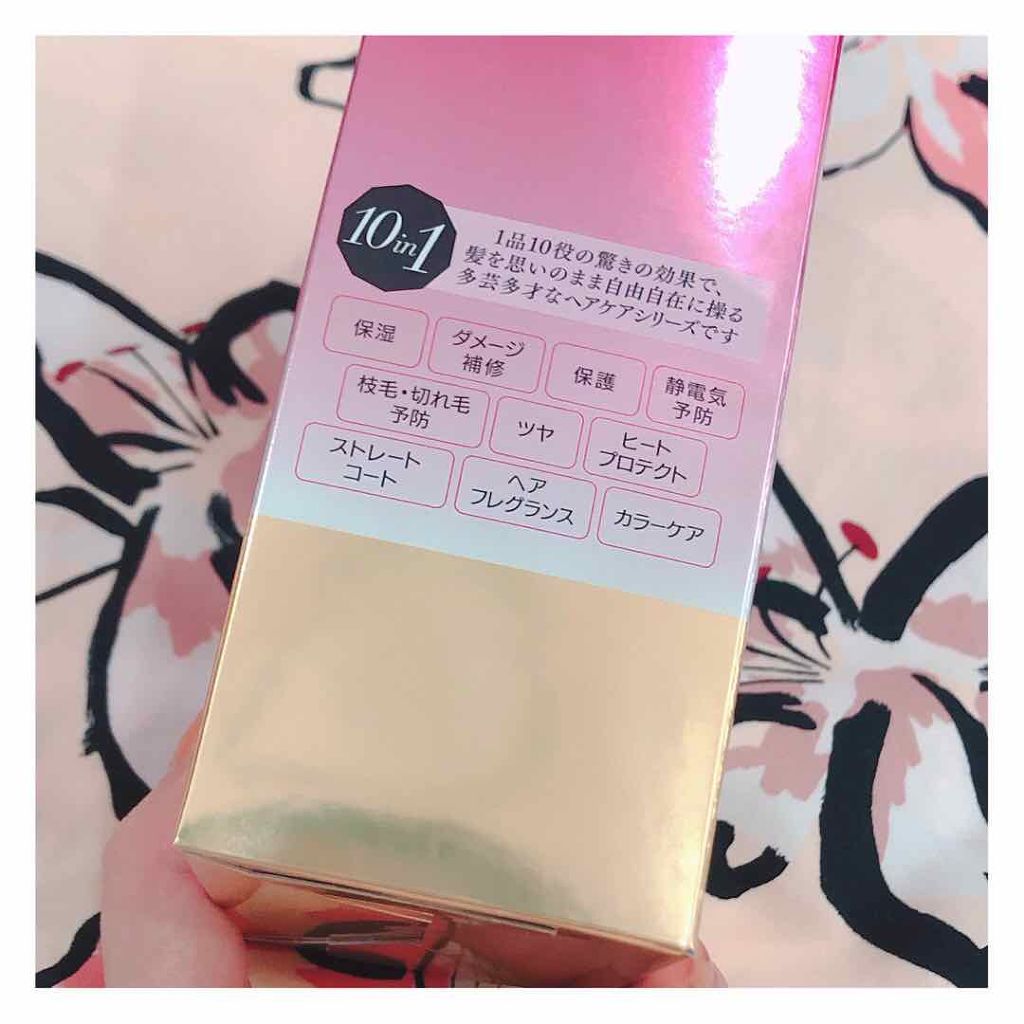 10in1
1品10役の驚きの効果で、
髪を思いのまま自由自在に操る
多芸多才なヘアケアシリーズです
保湿
ダメージ
補修
保護
静電気
予防
枝毛・切れ毛
予防
ツヤ
ヒート
プロテクト
ストレート
コート
ヘア
フレグランス
カラーケア